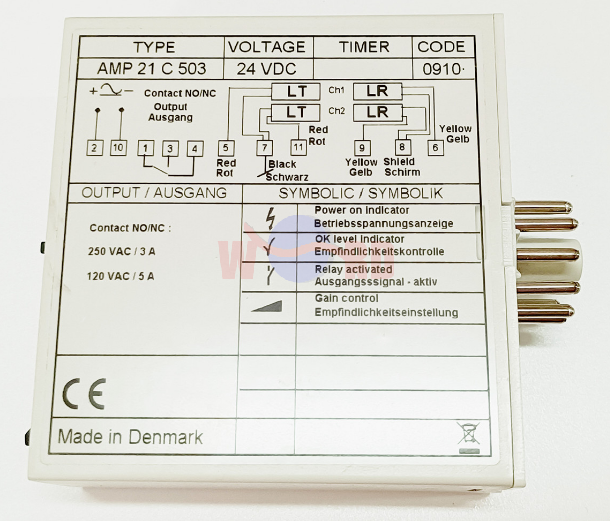 TYPE VOLTAGE TIMER CODE
AMP 21 C 503 24 VDC 0910.
+ – Contact NO/NC LT Ch1 LR
Output LT Ch2 LR
Ausgang
Red
Rot
Yellow
Gelb
2 10 1 3 4 5 7 11 9 8 6
Red
Rot
Black
Schwarz
Yellow
Gelb
Shield
Schirm
OUTPUT / AUSGANG SYMBOLIC / SYMBOLIK
Contact NO/NC :
250 VAC / 3 A
120 VAC / 5 A
Power on indicator
Betriebsspannungsanzeige
OK level indicator
Empfindlichkeitskontrolle
Relay activated
Ausgangsssignal - aktiv
Gain control
Empfindlichkeitseinstellung
CE
Made in Denmark